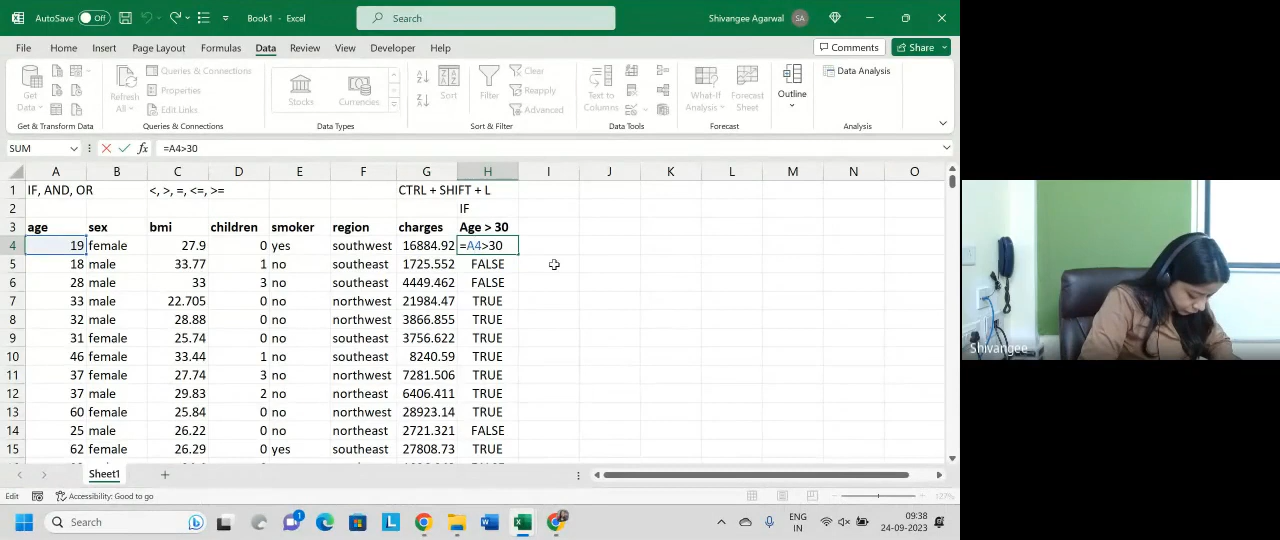 AutoSave Off Book1 - Excel Search Shivangee Agarwal SA
File Home Insert Page Layout Formulas Data Review View Developer Power Pivot Help Comments Share
Get Data Refresh All Queries & Connections Properties Edit Links Stocks Currencies Sort Filter Clear Reapply Advanced Text to Columns What-If Analysis Forecast Sheet Outline Data Analysis
Get & Transform Data Queries & Connections Data Types Sort & Filter Data Tools Forecast Analysis
SUM =A4>30
A B C D E F G H I J K L M N O
1 IF, AND, OR <, >, =, <=, >= CTRL + SHIFT + L
2 IF
3 age sex bmi children smoker region charges Age > 30
4 19 female 27.9 0 yes southwest 16884.92 =A4>30
5 18 male 33.77 1 no southeast 1725.552 FALSE
6 28 male 33 3 no southeast 4449.462 FALSE
7 33 male 22.705 0 no northwest 21984.47 TRUE
8 32 male 28.88 0 no northwest 3866.855 TRUE
9 31 female 25.74 0 no southeast 3756.622 TRUE
10 46 female 33.44 1 no southeast 8240.59 TRUE
11 37 female 27.74 3 no northwest 7281.506 TRUE
12 37 male 29.83 2 no northeast 6406.411 TRUE
13 60 female 25.84 0 no northwest 28923.14 TRUE
14 25 male 26.22 0 no northeast 2721.321 FALSE
15 62 female 26.29 0 yes southeast 27808.73 TRUE
Sheet1
Edit Accessibility: Good to go
Search ENG IN 09:38 24-09-2023
Shivangee